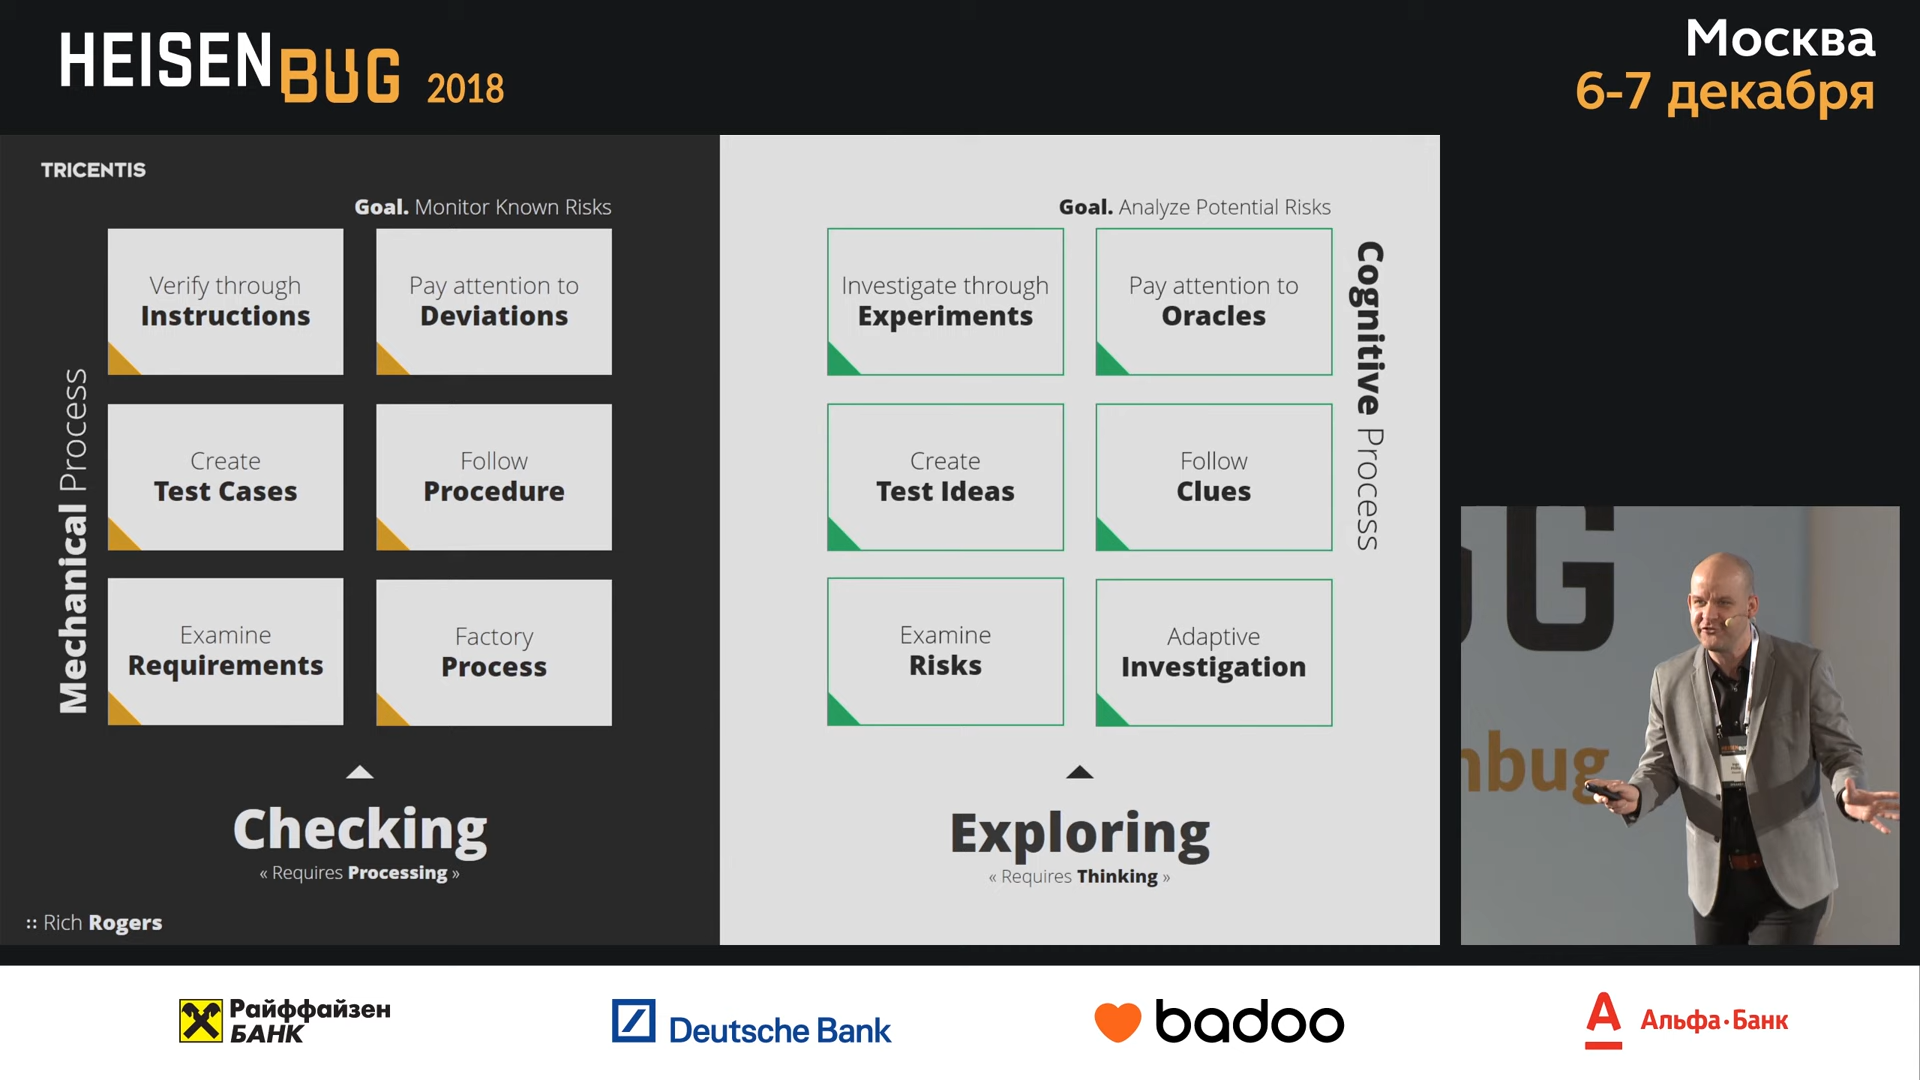 HEISENBUG 2018
Москва
6-7 декабря
TRICENTIS
Goal. Monitor Known Risks
Verify through
Instructions
Pay attention to
Deviations
Create
Test Cases
Follow
Procedure
Examine
Requirements
Factory
Process
Mechanical Process
Checking
« Requires Processing »
:: Rich Rogers
Goal. Analyze Potential Risks
Investigate through
Experiments
Pay attention to
Oracles
Create
Test Ideas
Follow
Clues
Examine
Risks
Adaptive
Investigation
Cognitive Process
Exploring
« Requires Thinking »
UG
nbug
Райффайзен
БАНК
Deutsche Bank
badoo
Альфа·Банк